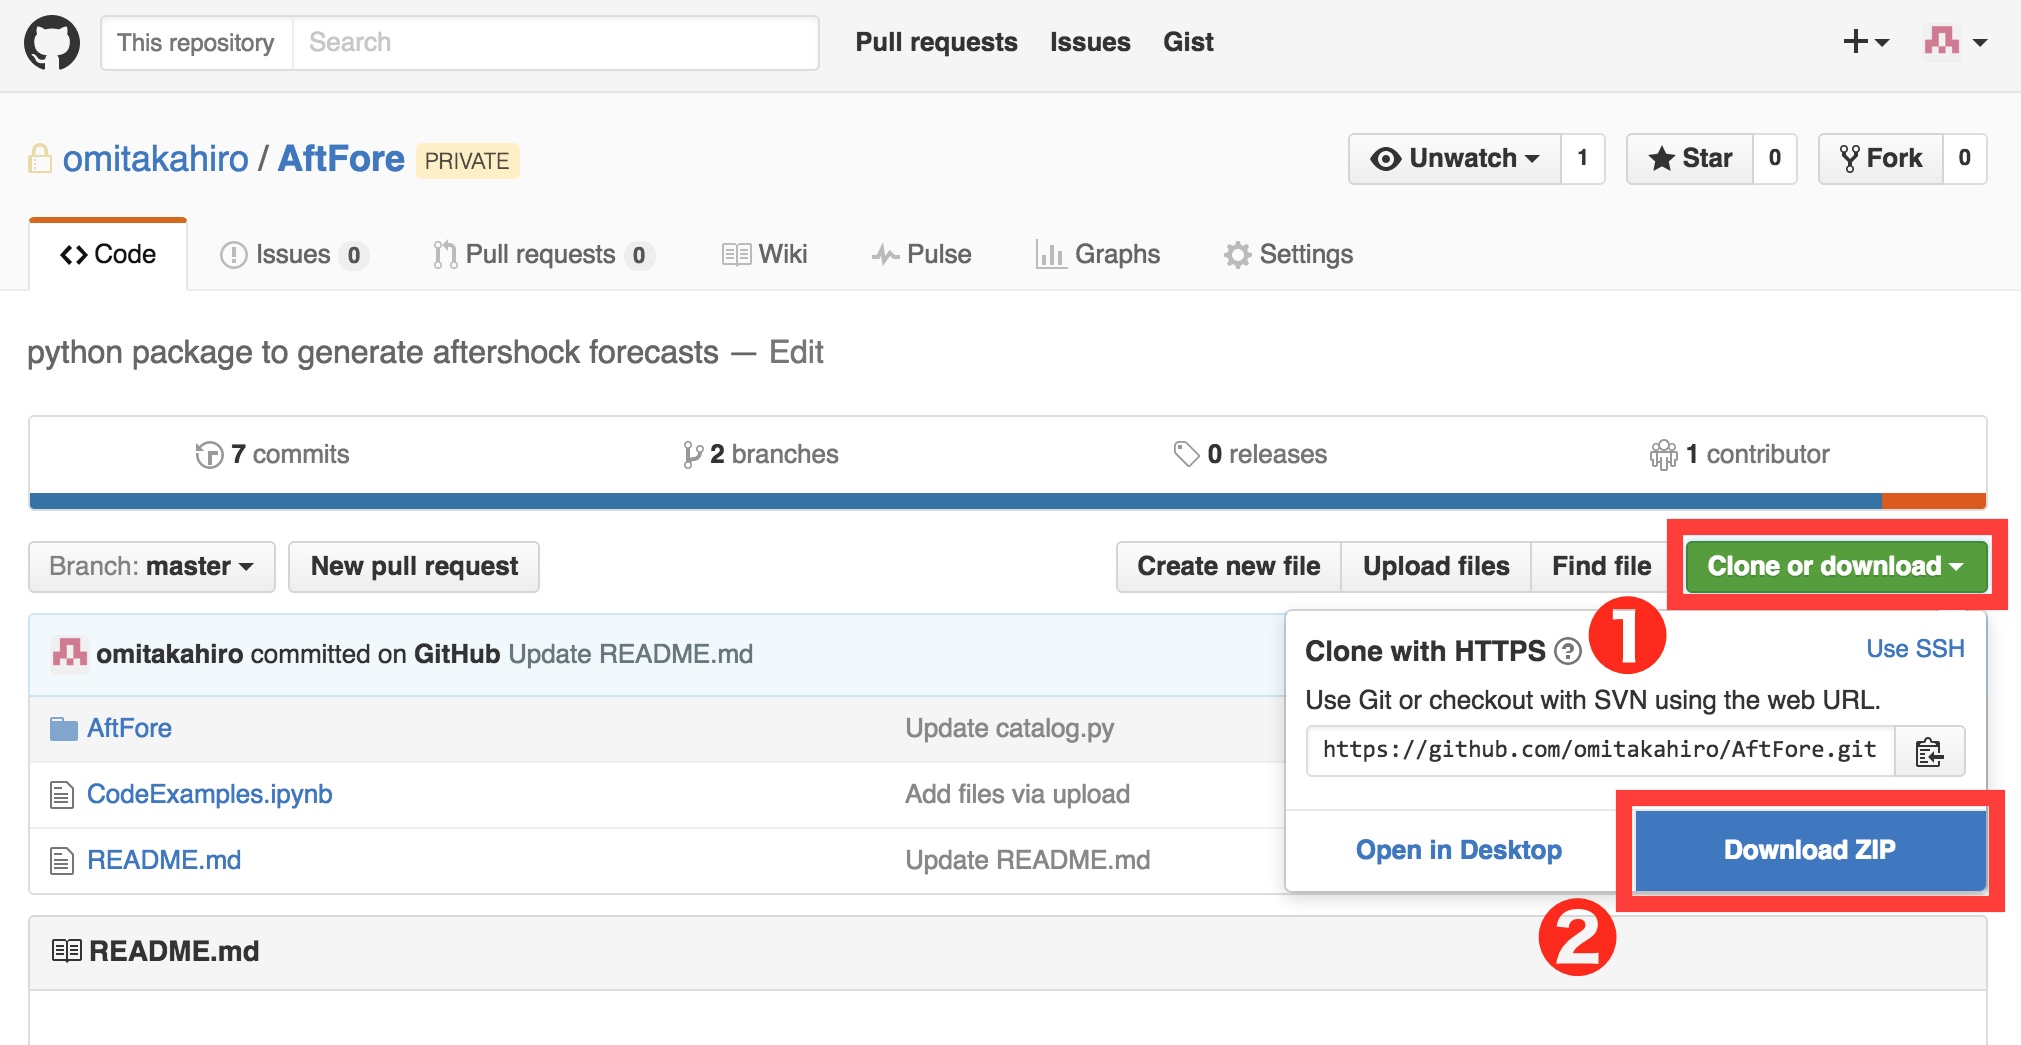 This repository Search Pull requests Issues Gist
omitakahiro / AftFore PRIVATE Unwatch 1 Star 0 Fork 0
Code Issues 0 Pull requests 0 Wiki Pulse Graphs Settings
python package to generate aftershock forecasts — Edit
7 commits 2 branches 0 releases 1 contributor
Branch: master New pull request Create new file Upload files Find file Clone or download
1
omitakahiro committed on GitHub Update README.md
Clone with HTTPS ? Use SSH
Use Git or checkout with SVN using the web URL.
https://github.com/omitakahiro/AftFore.git
Open in Desktop Download ZIP
2
AftFore Update catalog.py
CodeExamples.ipynb Add files via upload
README.md Update README.md
README.md